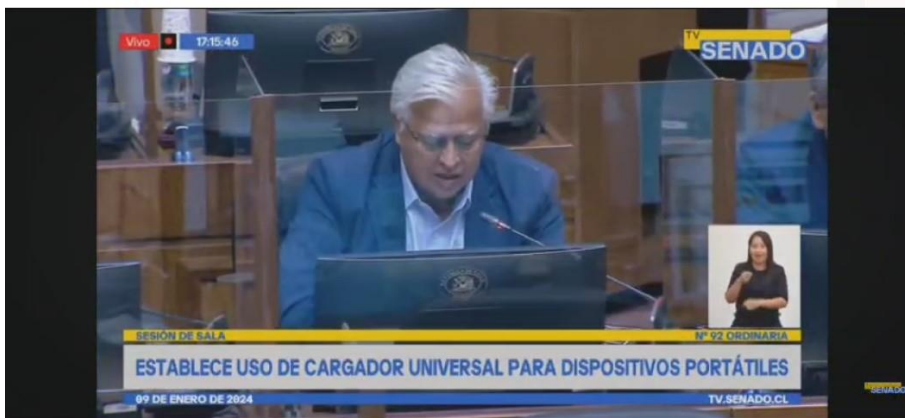 Vivo
17:15:46
TV
SENADO
SESIÓN DE SALA
N° 92 ORDINARIA
ESTABLECE USO DE CARGADOR UNIVERSAL PARA DISPOSITIVOS PORTÁTILES
09 DE ENERO DE 2024
TV.SENADO.CL
SENADO